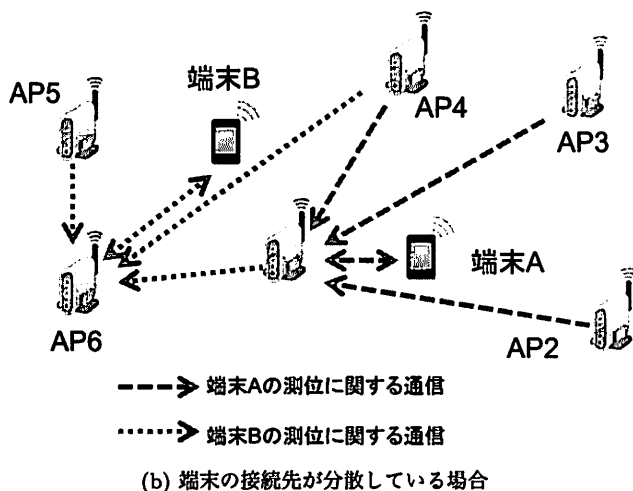 端末B
AP4
AP5
AP3
端末A
AP6
AP2
端末Aの測位に関する通信
端末Bの測位に関する通信
(b) 端末の接続先が分散している場合